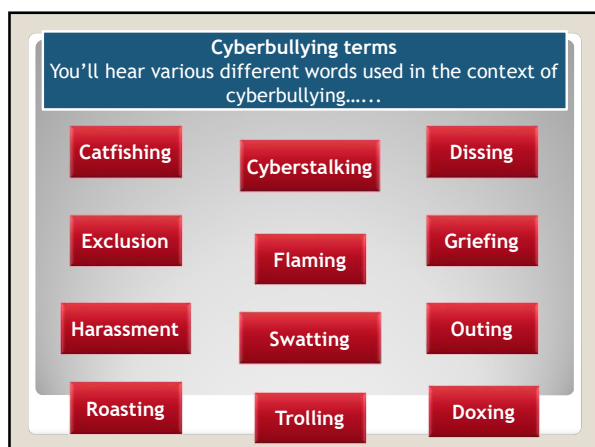 Cyberbullying terms
You'll hear various different words used in the context of
cyberbullying…...
Catfishing
Cyberstalking
Dissing
Exclusion
Flaming
Griefing
Harassment
Swatting
Outing
Roasting
Trolling
Doxing